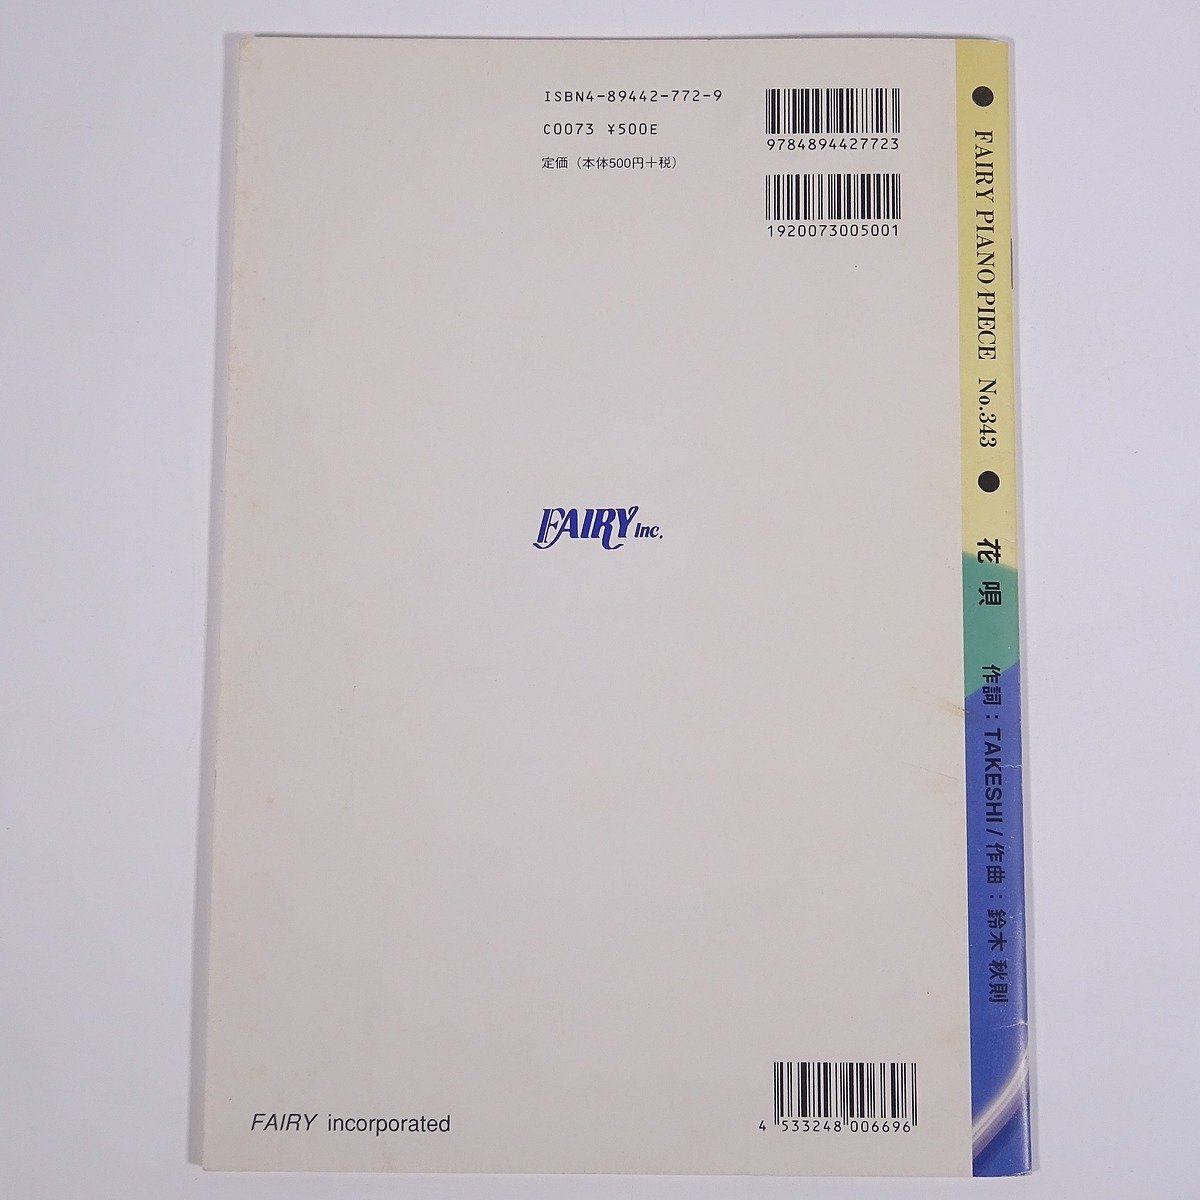 ISBN4-89442-772-9
C0073 ¥500E
定価（本体500円＋税）
9784894427723
1920073005001
FAIRY Inc.
FAIRY incorporated
4 533248 006696
● FAIRY PIANO PIECE No.343 ● 花唄 作詞：TAKESHI / 作曲：鈴木 秋則